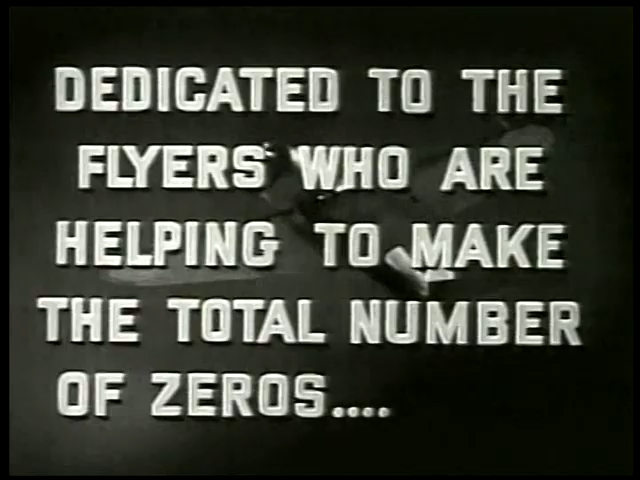 DEDICATED TO THE
FLYERS WHO ARE
HELPING TO MAKE
THE TOTAL NUMBER
OF ZEROS....